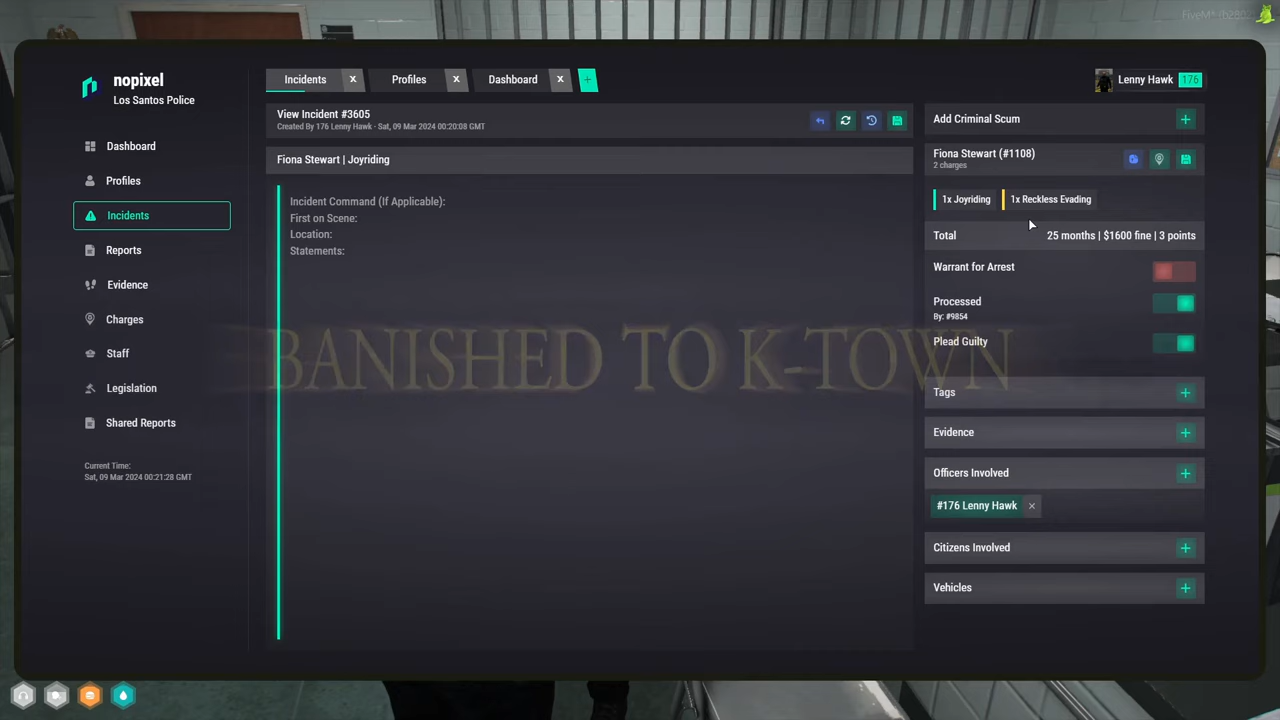 nopixel
Los Santos Police
Dashboard
Profiles
Incidents
Reports
Evidence
Charges
Staff
Legislation
Shared Reports
Current Time:
Sat, 09 Mar 2024 00:21:28 GMT
Incidents x
Profiles x
Dashboard x
+
Lenny Hawk 176
View Incident #3605
Created By 176 Lenny Hawk - Sat, 09 Mar 2024 00:20:08 GMT
Fiona Stewart | Joyriding
Incident Command (If Applicable):
First on Scene:
Location:
Statements:
BANISHED TO K-TOWN
Add Criminal Scum +
Fiona Stewart (#1108)
2 charges
1x Joyriding 1x Reckless Evading
Total 25 months | $1600 fine | 3 points
Warrant for Arrest
Processed
By: #9854
Plead Guilty
Tags +
Evidence +
Officers Involved +
#176 Lenny Hawk x
Citizens Involved +
Vehicles +